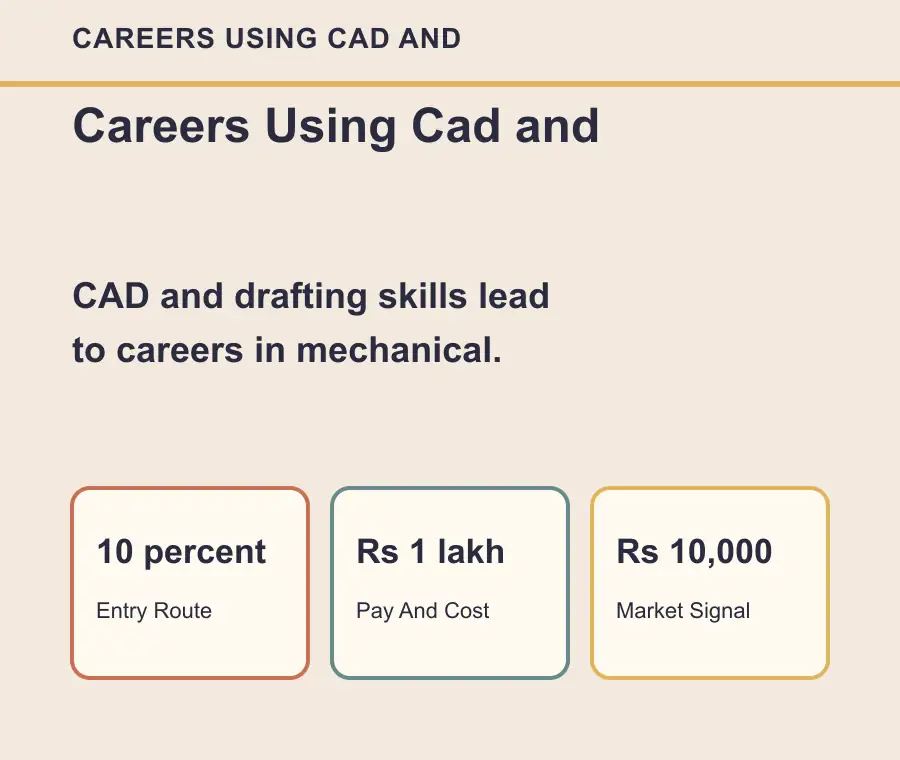 CAREERS USING CAD AND
Careers Using Cad and
CAD and drafting skills lead
to careers in mechanical.
10 percent
Entry Route
Rs 1 lakh
Pay And Cost
Rs 10,000
Market Signal